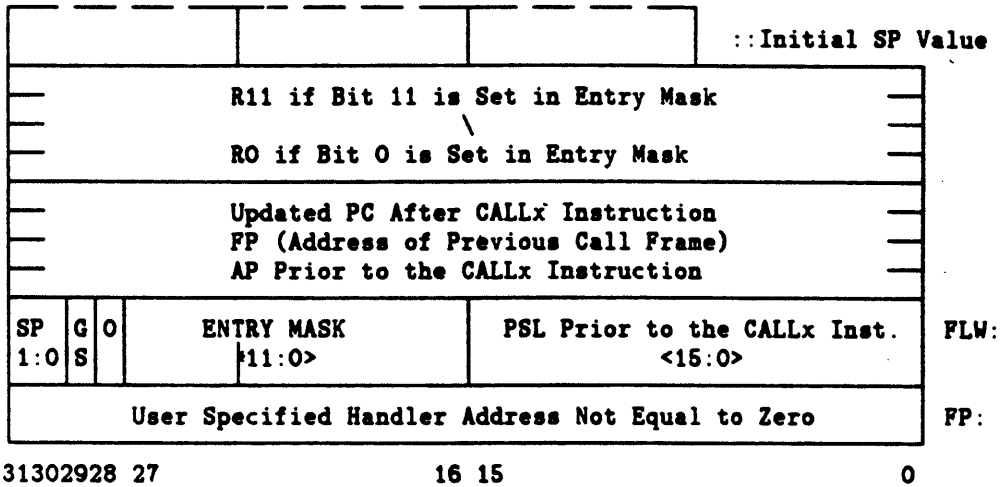 ::Initial SP Value
R11 if Bit 11 is Set in Entry Mask
\
R0 if Bit 0 is Set in Entry Mask
Updated PC After CALLx Instruction
FP (Address of Previous Call Frame)
AP Prior to the CALLx Instruction
SP G 0 ENTRY MASK PSL Prior to the CALLx Inst. FLW:
1:0 S <11:0> <15:0>
User Specified Handler Address Not Equal to Zero FP:
31302928 27 16 15 0